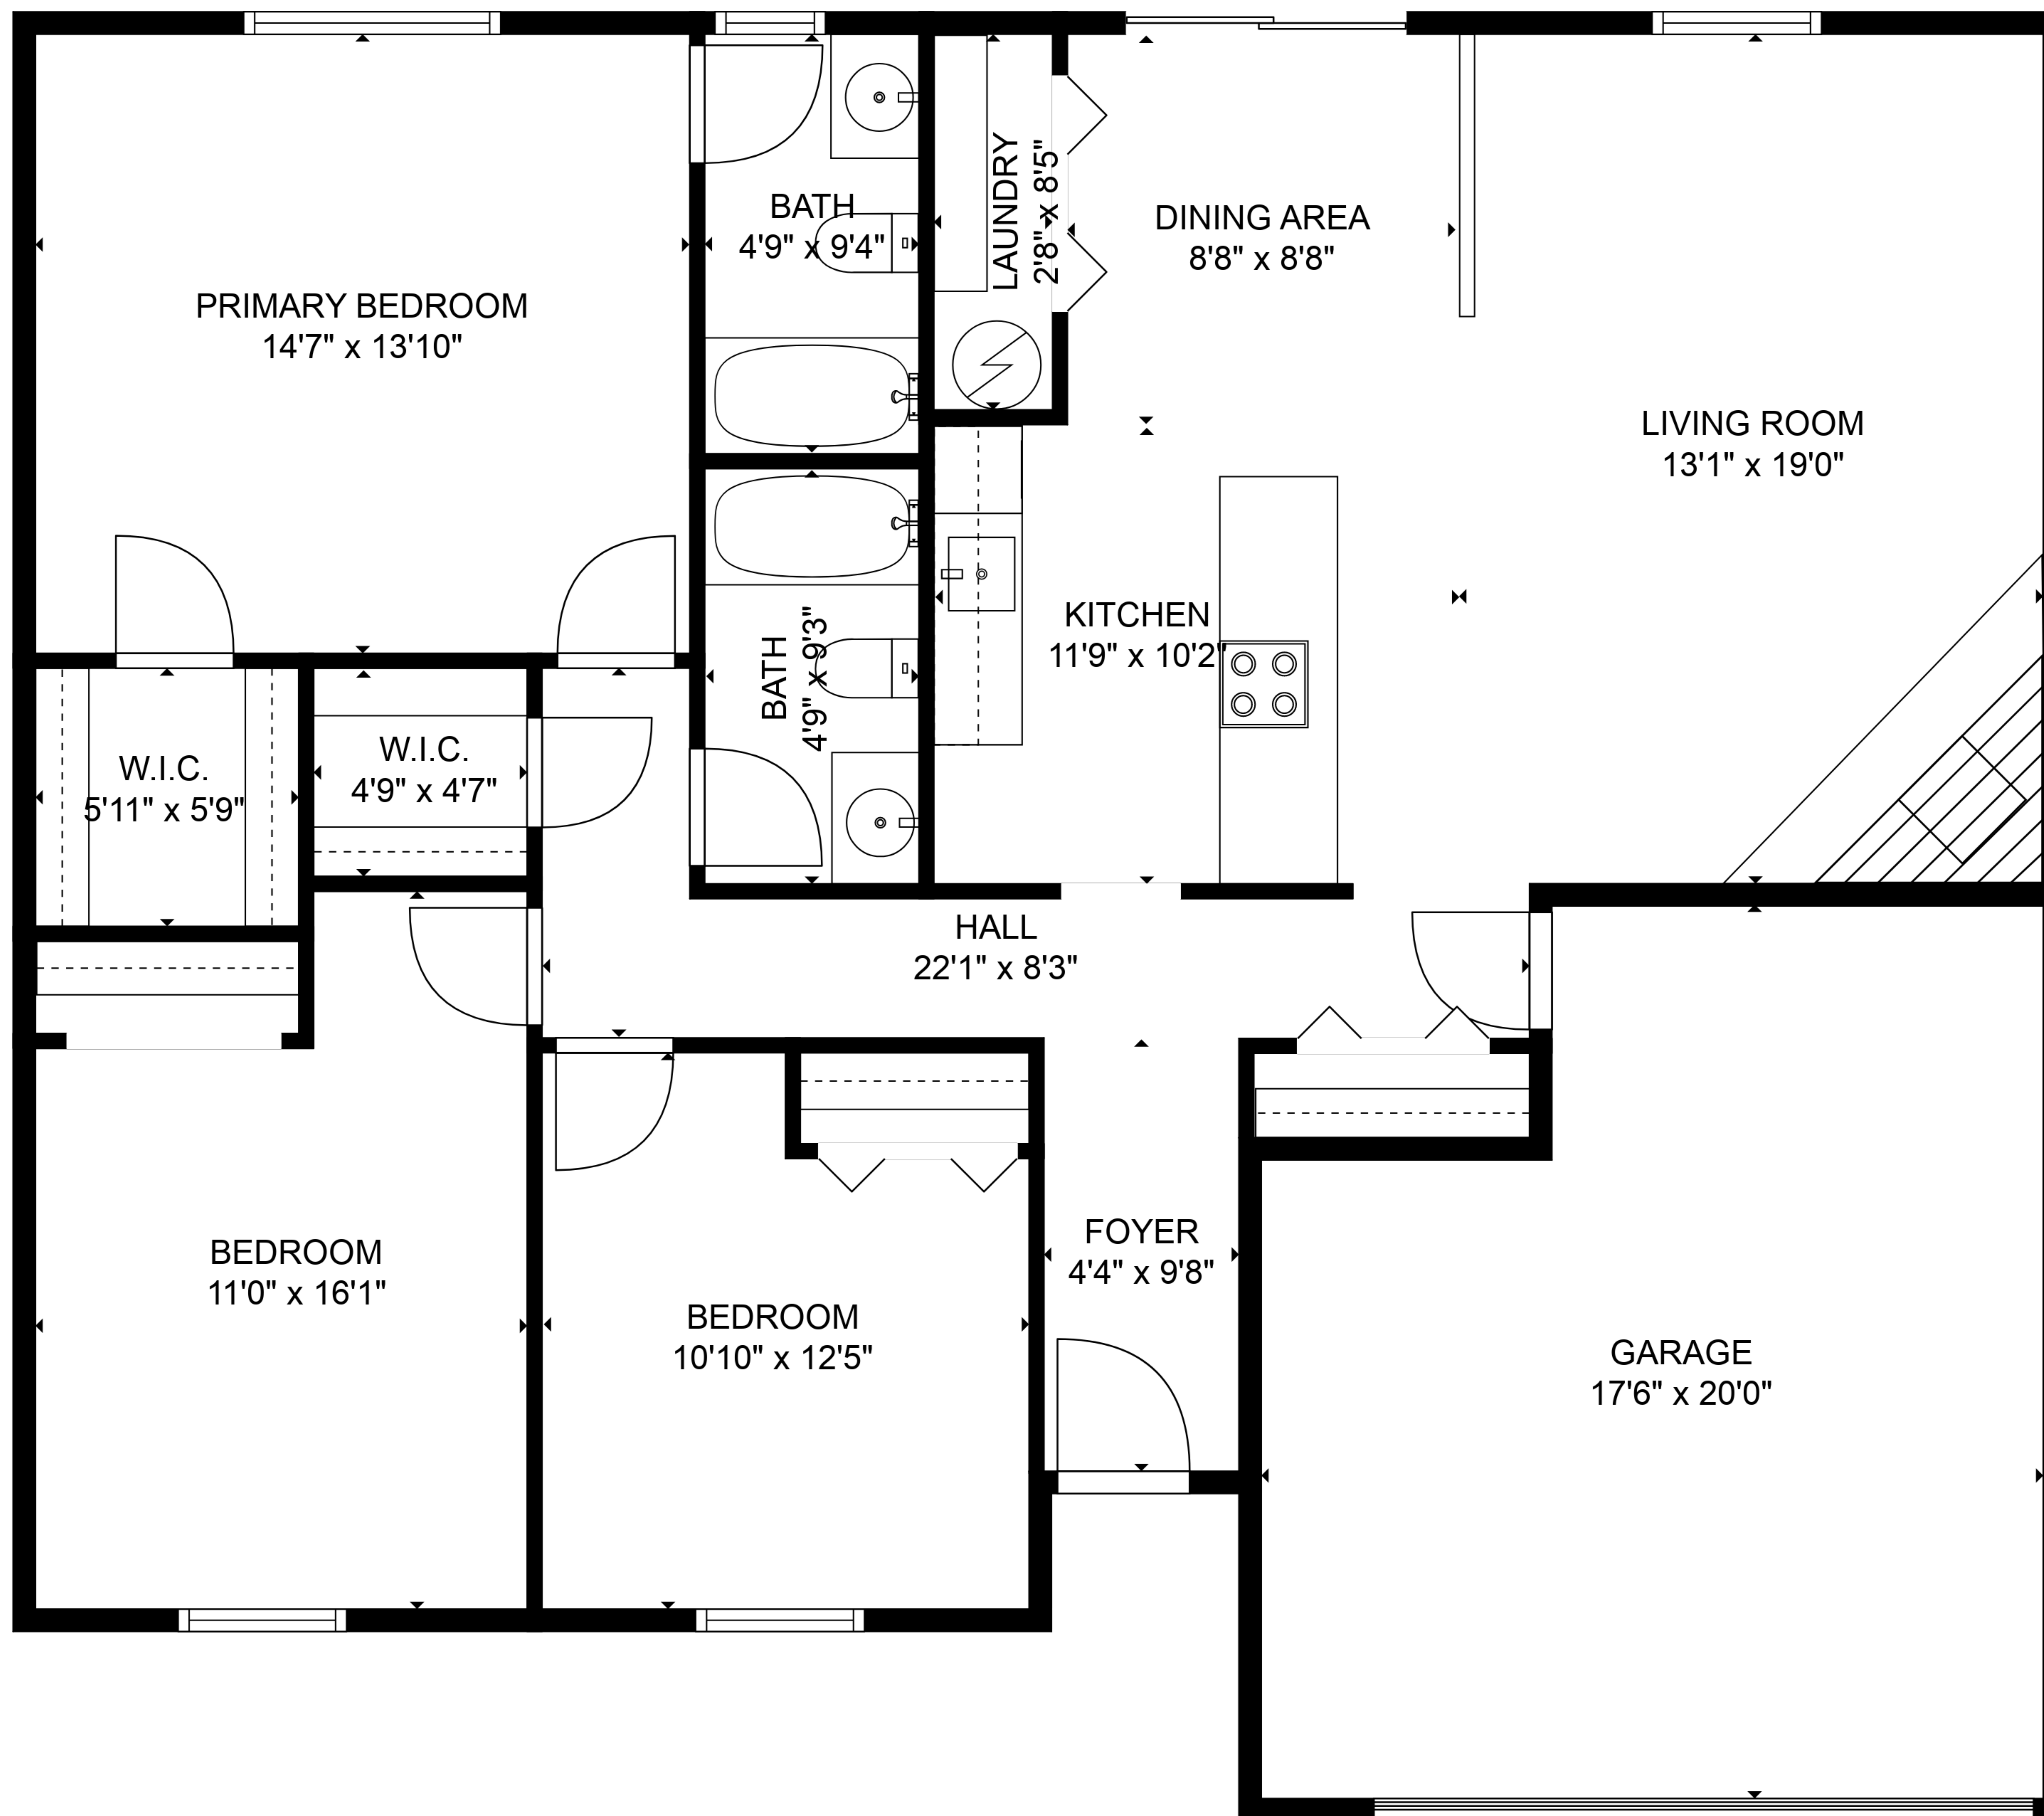 PRIMARY BEDROOM
14'7" x 13'10"
BATH
4'9" x 9'4"
LAUNDRY
2'8" x 8'5"
DINING AREA
8'8" x 8'8"
LIVING ROOM
13'1" x 19'0"
BATH
4'9" x 9'3"
KITCHEN
11'9" x 10'2"
W.I.C.
5'11" x 5'9"
W.I.C.
4'9" x 4'7"
HALL
22'1" x 8'3"
BEDROOM
11'0" x 16'1"
BEDROOM
10'10" x 12'5"
FOYER
4'4" x 9'8"
GARAGE
17'6" x 20'0"